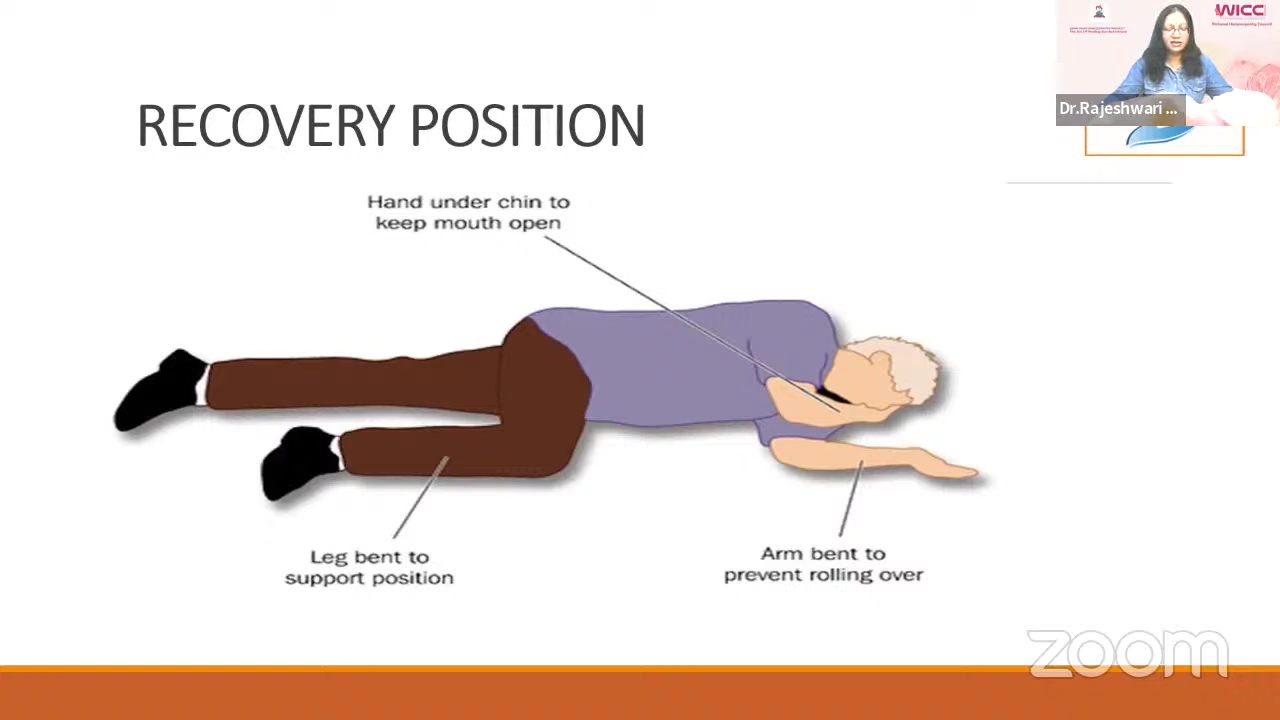 RECOVERY POSITION
Hand under chin to
keep mouth open
Leg bent to
support position
Arm bent to
prevent rolling over
WICC
Dr.Rajeshwari ...
zoom